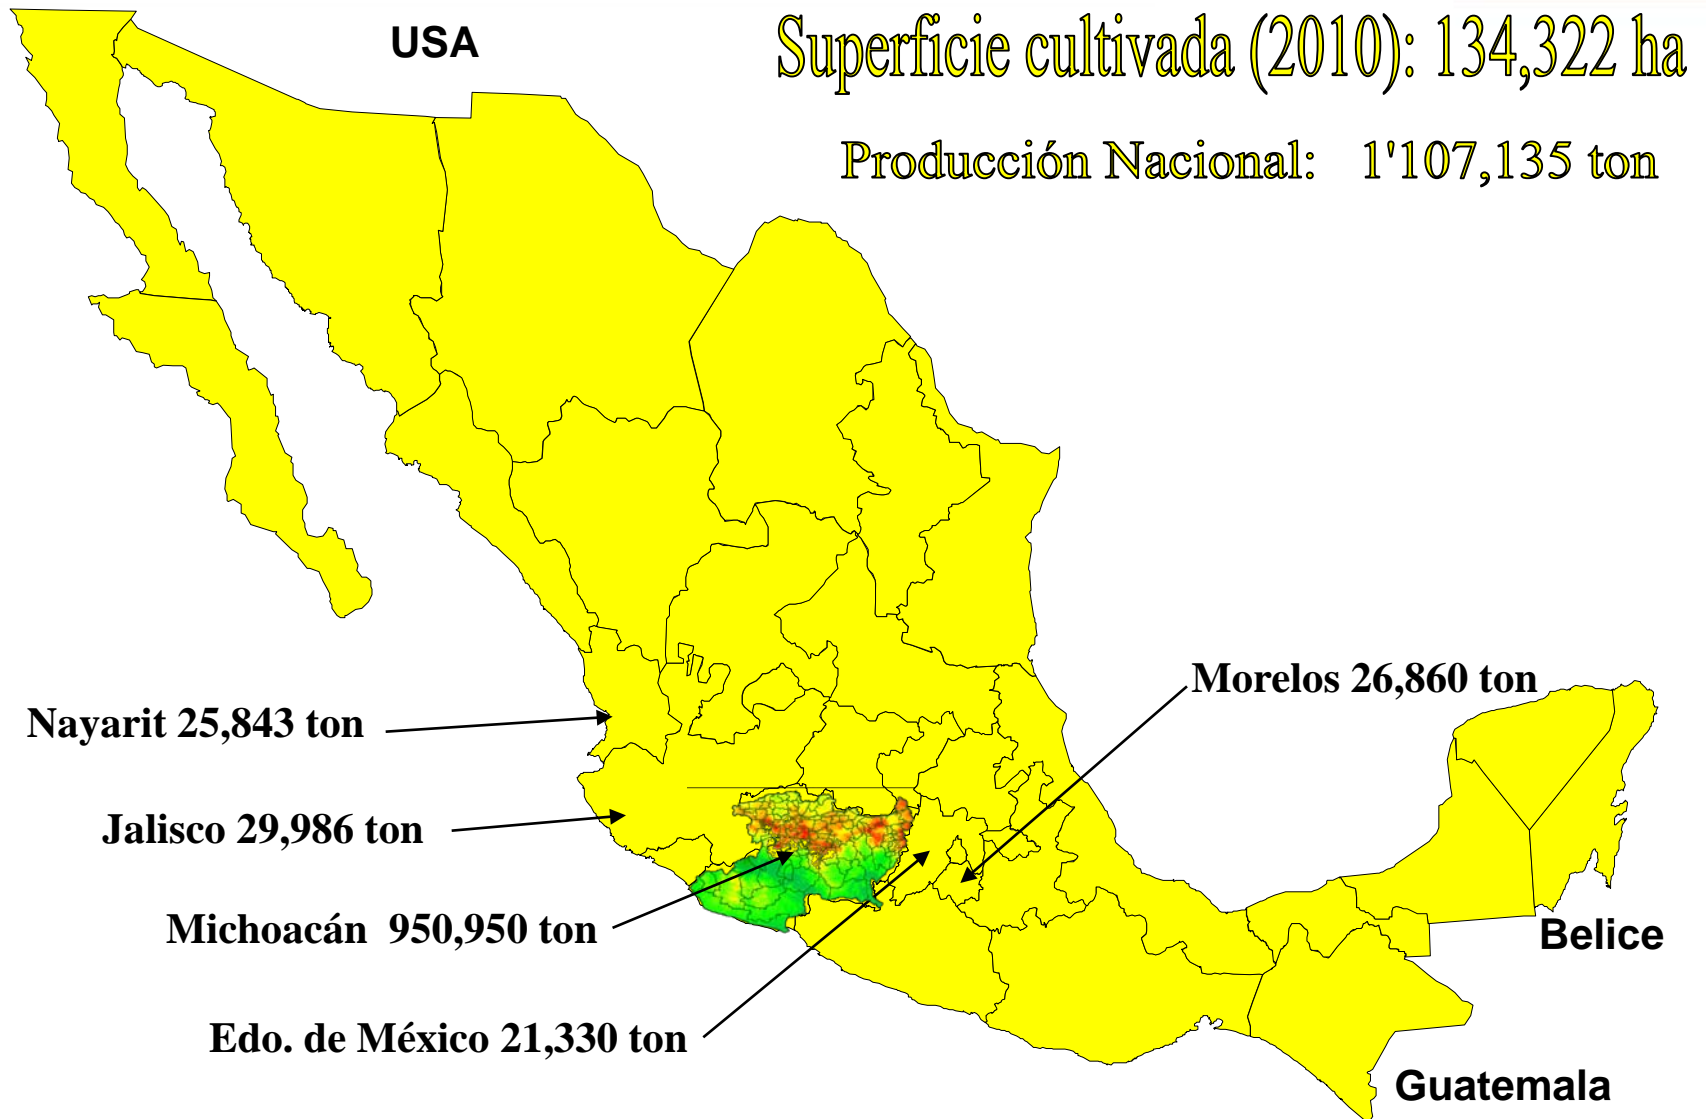 USA
Superficie cultivada (2010): 134,322 ha
Producción Nacional: 1'107,135 ton
Morelos 26,860 ton
Nayarit 25,843 ton
Jalisco 29,986 ton
Michoacán 950,950 ton
Belice
Edo. de México 21,330 ton
Guatemala